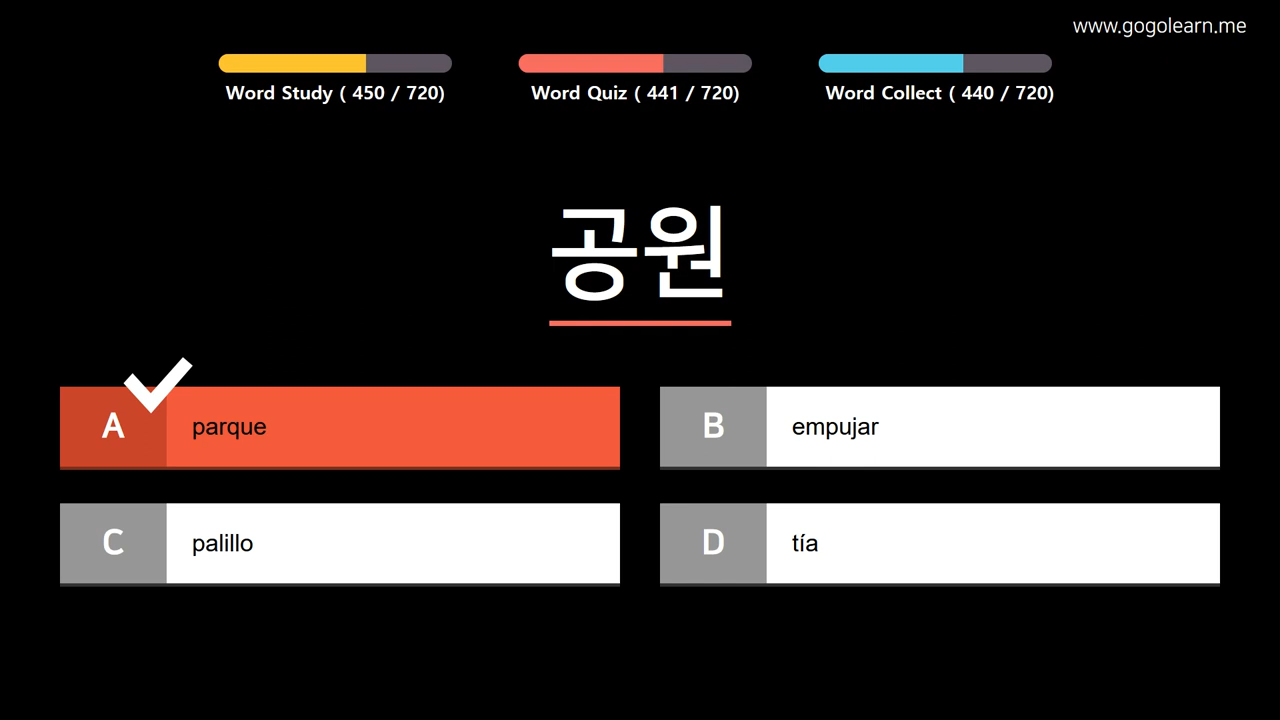 www.gogolearn.me
Word Study ( 450 / 720)
Word Quiz ( 441 / 720)
Word Collect ( 440 / 720)
공원
A parque
B empujar
C palillo
D tía